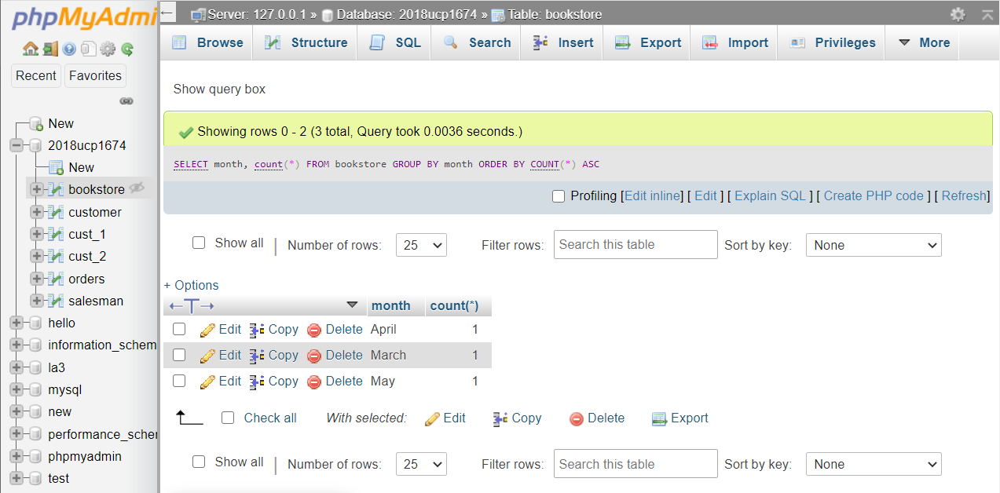 phpMyAdmi
Recent Favorites
New
2018ucp1674
New
bookstore
customer
cust_1
cust_2
orders
salesman
hello
information_schem
la3
mysql
new
performance_scher
phpmyadmin
test
Server: 127.0.0.1 » Database: 2018ucp1674 » Table: bookstore
Browse Structure SQL Search Insert Export Import Privileges More
Show query box
Showing rows 0 - 2 (3 total, Query took 0.0036 seconds.)
SELECT month, count(*) FROM bookstore GROUP BY month ORDER BY COUNT(*) ASC
Profiling [Edit inline] [ Edit ] [ Explain SQL ] [ Create PHP code ] [ Refresh]
Show all | Number of rows: 25 Filter rows: Search this table Sort by key: None
+ Options
←T→ month count(*)
Edit Copy Delete April 1
Edit Copy Delete March 1
Edit Copy Delete May 1
Check all With selected: Edit Copy Delete Export
Show all | Number of rows: 25 Filter rows: Search this table Sort by key: None